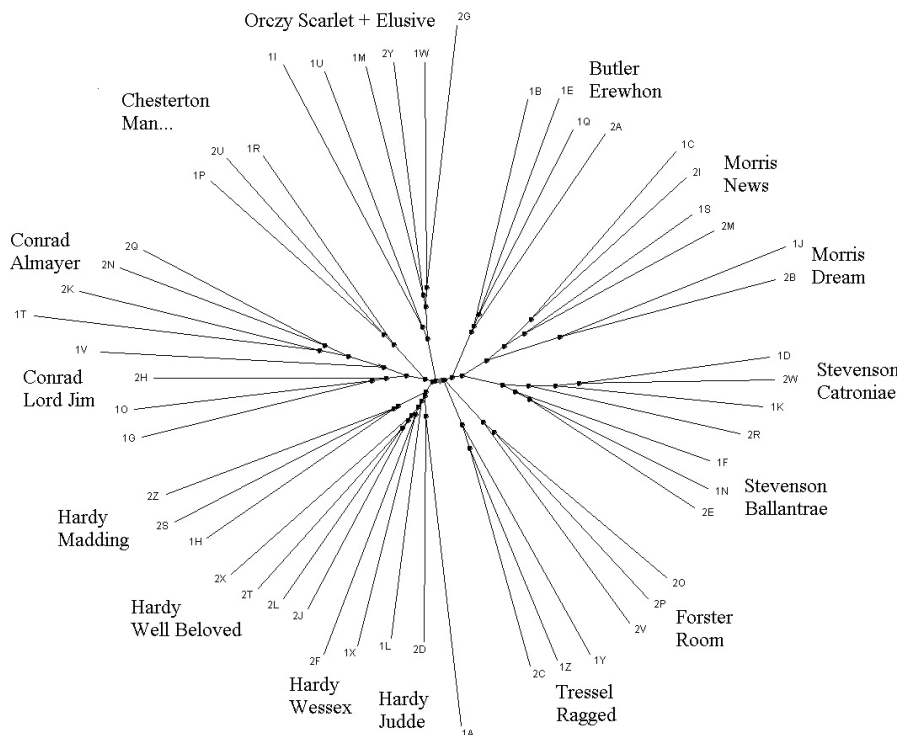 Orczy Scarlet + Elusive
2G
1I
1U
1M
2Y
1W
Butler
Erewhon
1B
1E
1Q
2A
Chesterton
Man...
2U
1R
1P
1C
2I
Morris
News
1S
2M
Conrad
Almayer
2Q
2N
2K
1T
1V
1J
2B
Morris
Dream
Conrad
Lord Jim
2H
1O
1G
1D
2W
1K
2R
Stevenson
Catroniae
1F
1N
2E
Stevenson
Ballantrae
2Z
2S
1H
Hardy
Madding
2X
2T
2L
2J
Hardy
Well Beloved
2O
2P
2V
Forster
Room
2F
1X
1L
2D
Hardy
Wessex
Hardy
Judde
1A
2C
1Z
1Y
Tressel
Ragged